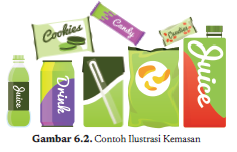 Cookies
Candy
Juice
Drink
Juice
Gambar 6.2. Contoh Ilustrasi Kemasan